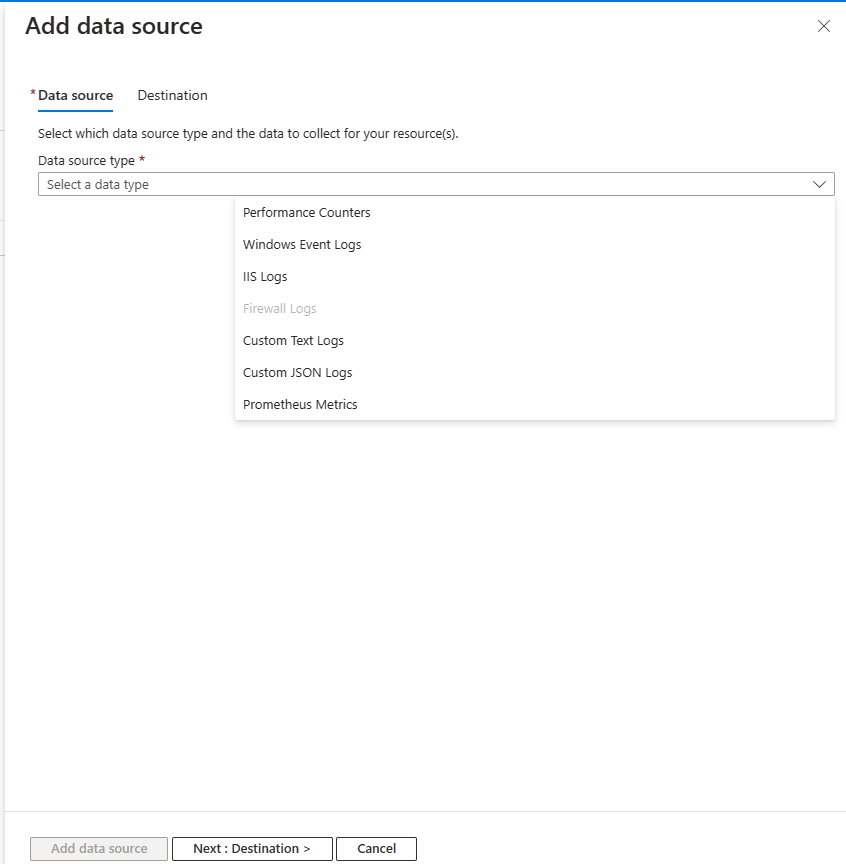 Add data source
* Data source Destination
Select which data source type and the data to collect for your resource(s).
Data source type *
Select a data type
Performance Counters
Windows Event Logs
IIS Logs
Firewall Logs
Custom Text Logs
Custom JSON Logs
Prometheus Metrics
Add data source Next : Destination > Cancel